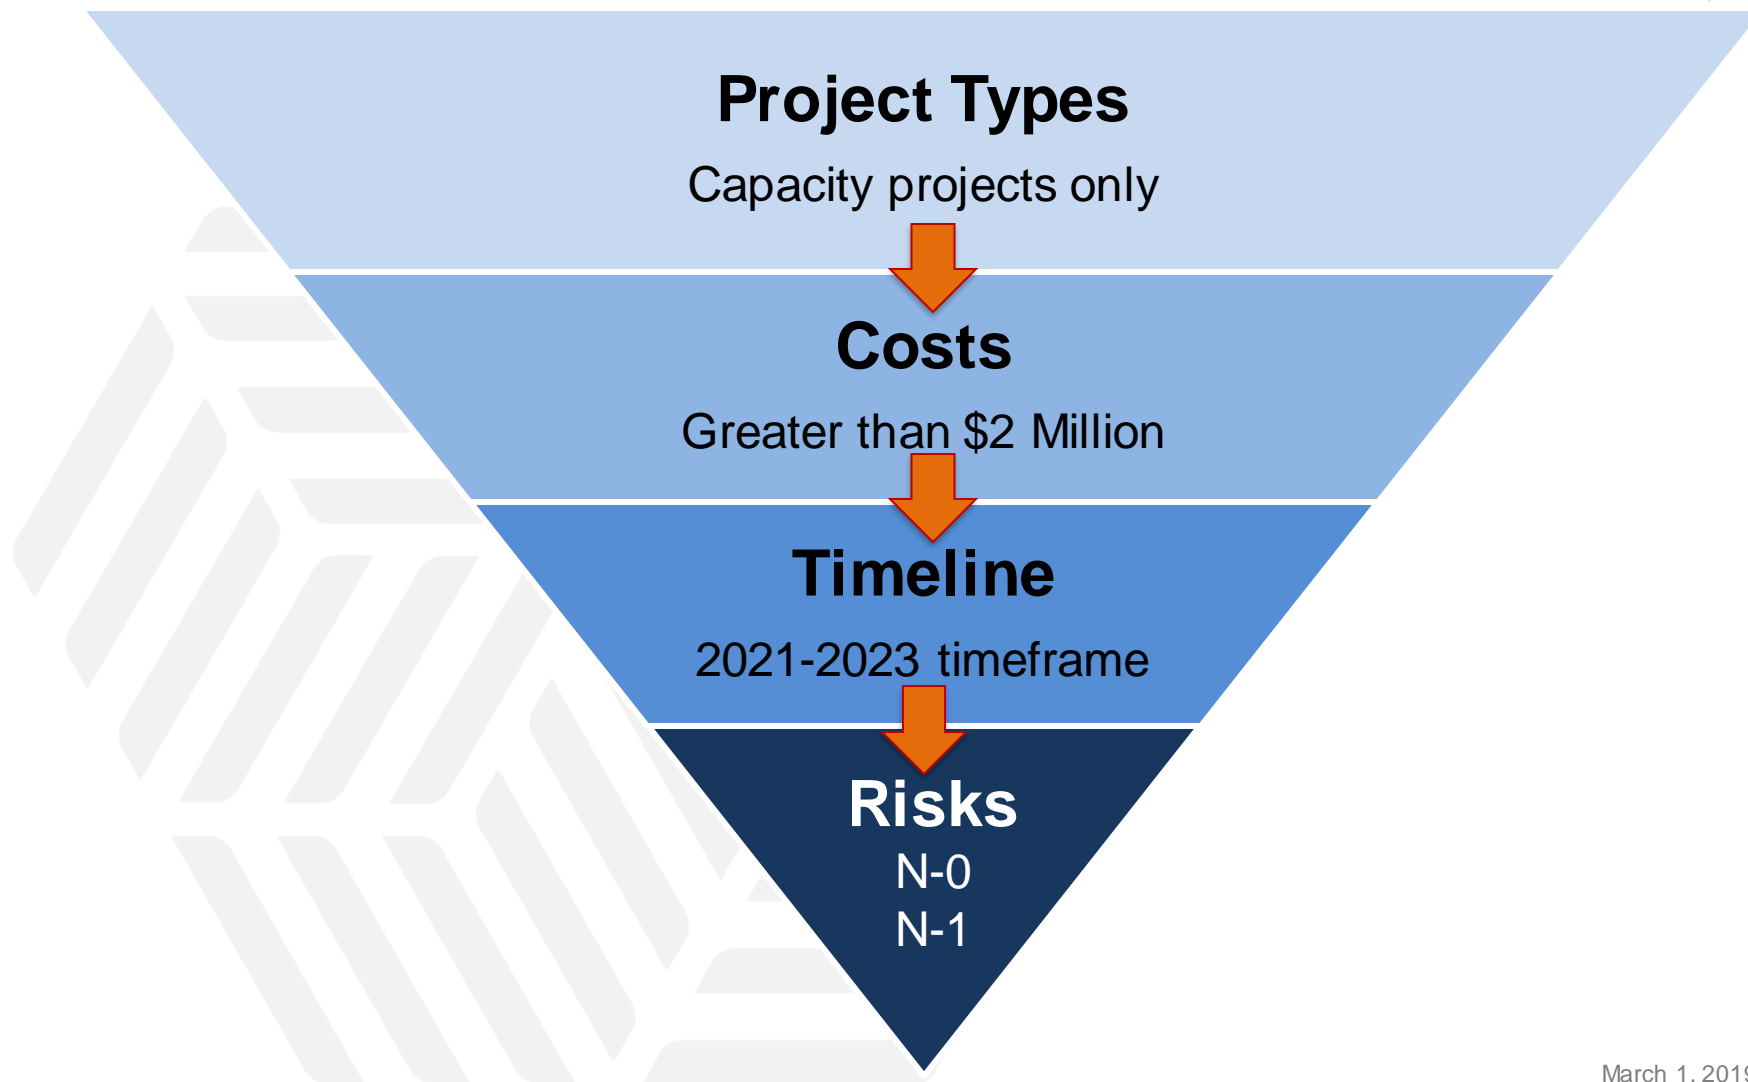 Project Types
Capacity projects only
Costs
Greater than $2 Million
Timeline
2021-2023 timeframe
Risks
N-0
N-1
March 1, 2019